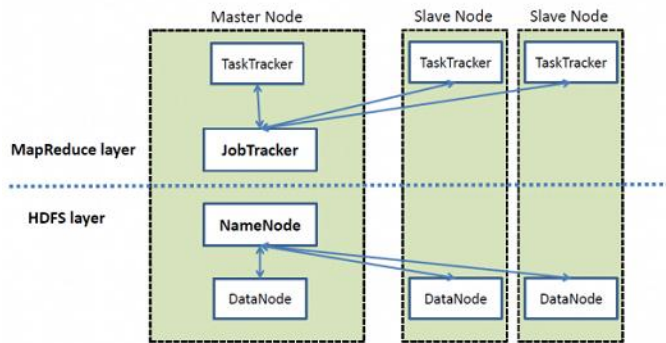 Master Node
Slave Node
Slave Node
TaskTracker
TaskTracker
TaskTracker
JobTracker
MapReduce layer
HDFS layer
NameNode
DataNode
DataNode
DataNode